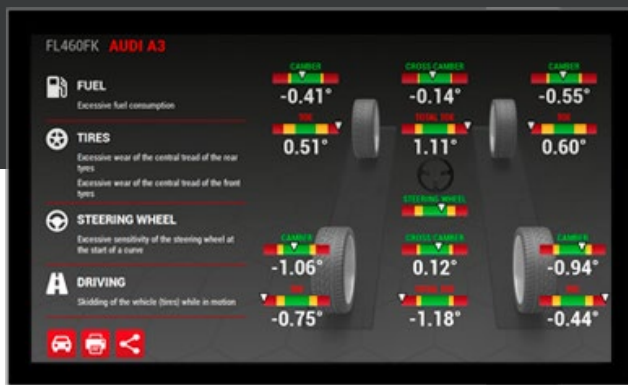 FL460FK AUDI A3
FUEL
Excessive fuel consumption
TIRES
Excessive wear of the central tread of the rear
tyres
Excessive wear of the central tread of the front
tyres
STEERING WHEEL
Excessive sensitivity of the steering wheel at
the start of a curve
DRIVING
Skidding of the vehicle (tires) while in motion
CAMBER CROSS CAMBER CAMBER
-0.41° -0.14° -0.55°
TOE TOTAL TOE TOE
0.51° 1.11° 0.60°
STEERING WHEEL
CAMBER CROSS CAMBER CAMBER
-1.06° 0.12° -0.94°
TOE TOTAL TOE TOE
-0.75° -1.18° -0.44°